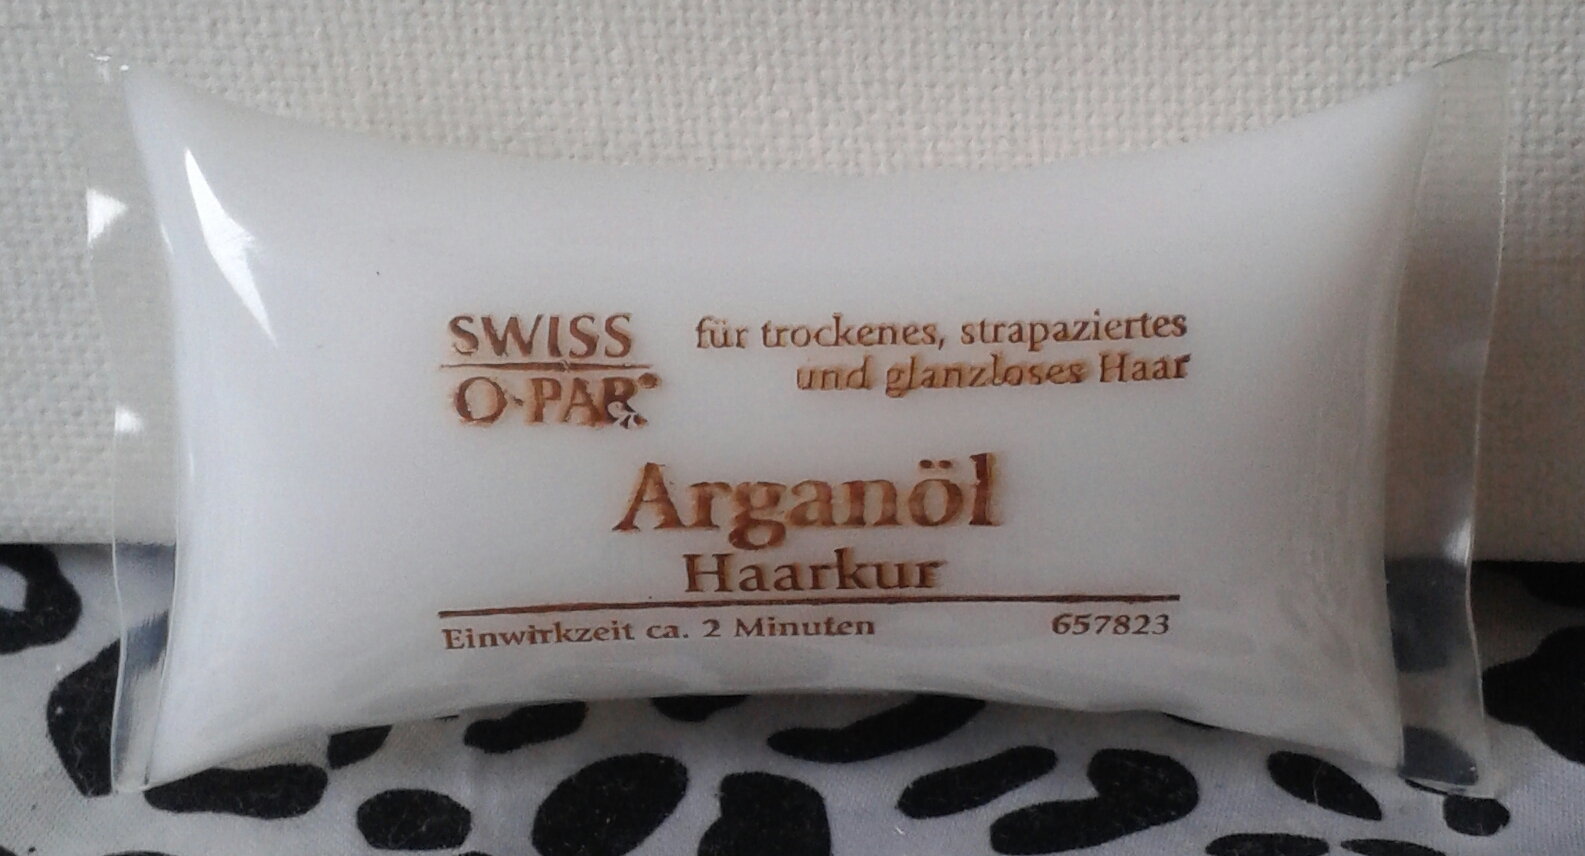 SWISS
O·PAR®
für trockenes, strapaziertes
und glanzloses Haar
Arganöl
Haarkur
Einwirkzeit ca. 2 Minuten 657823